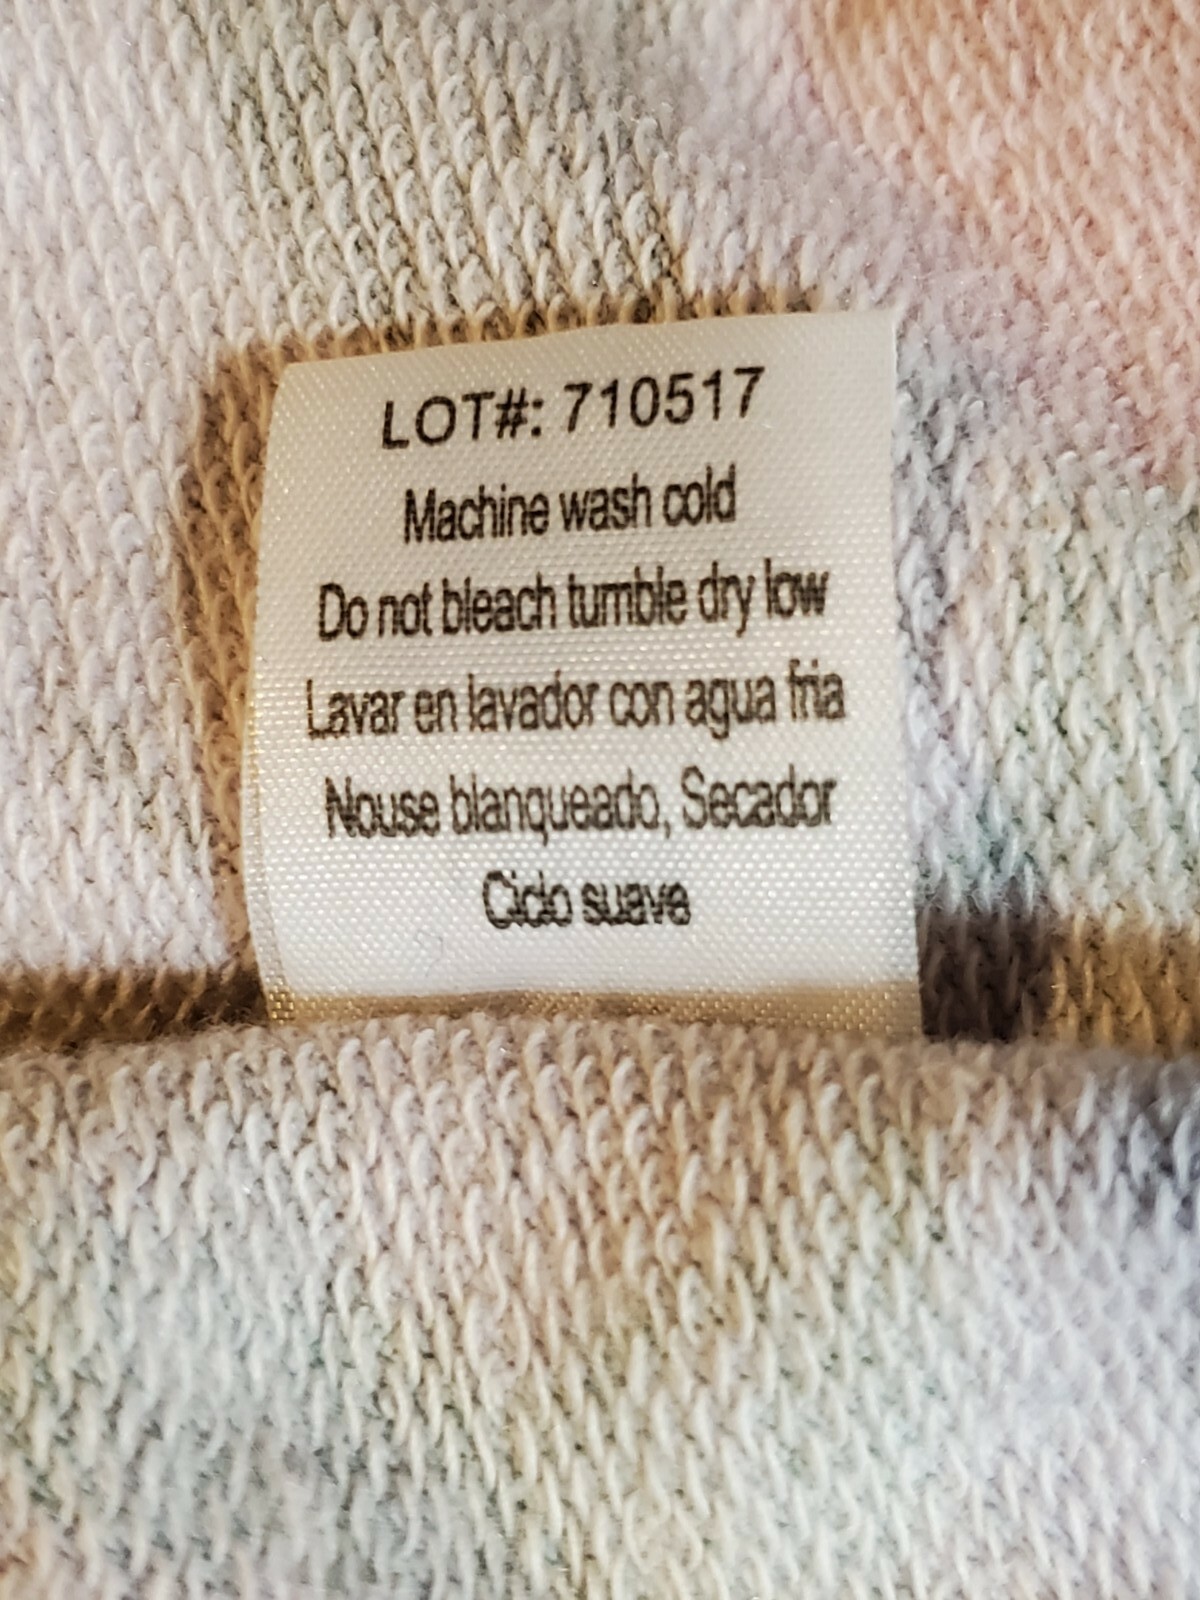 LOT#: 710517
Machine wash cold
Do not bleach tumble dry low
Lavar en lavador con agua fria
Nouse blanqueado, Secador
Ciclo suave